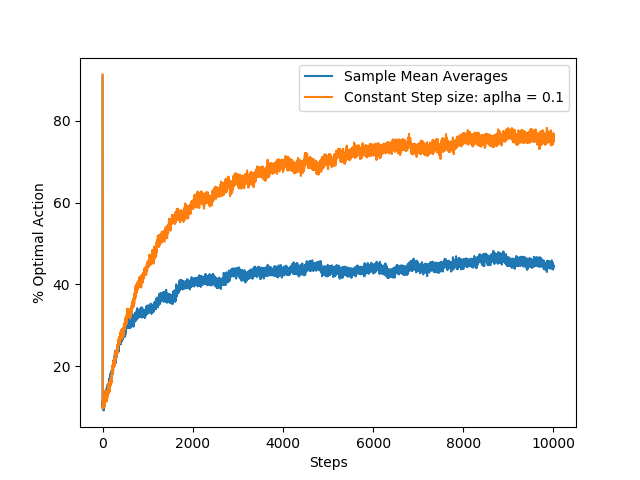 Sample Mean Averages
Constant Step size: aplha = 0.1
% Optimal Action
80
60
40
20
0 2000 4000 6000 8000 10000
Steps